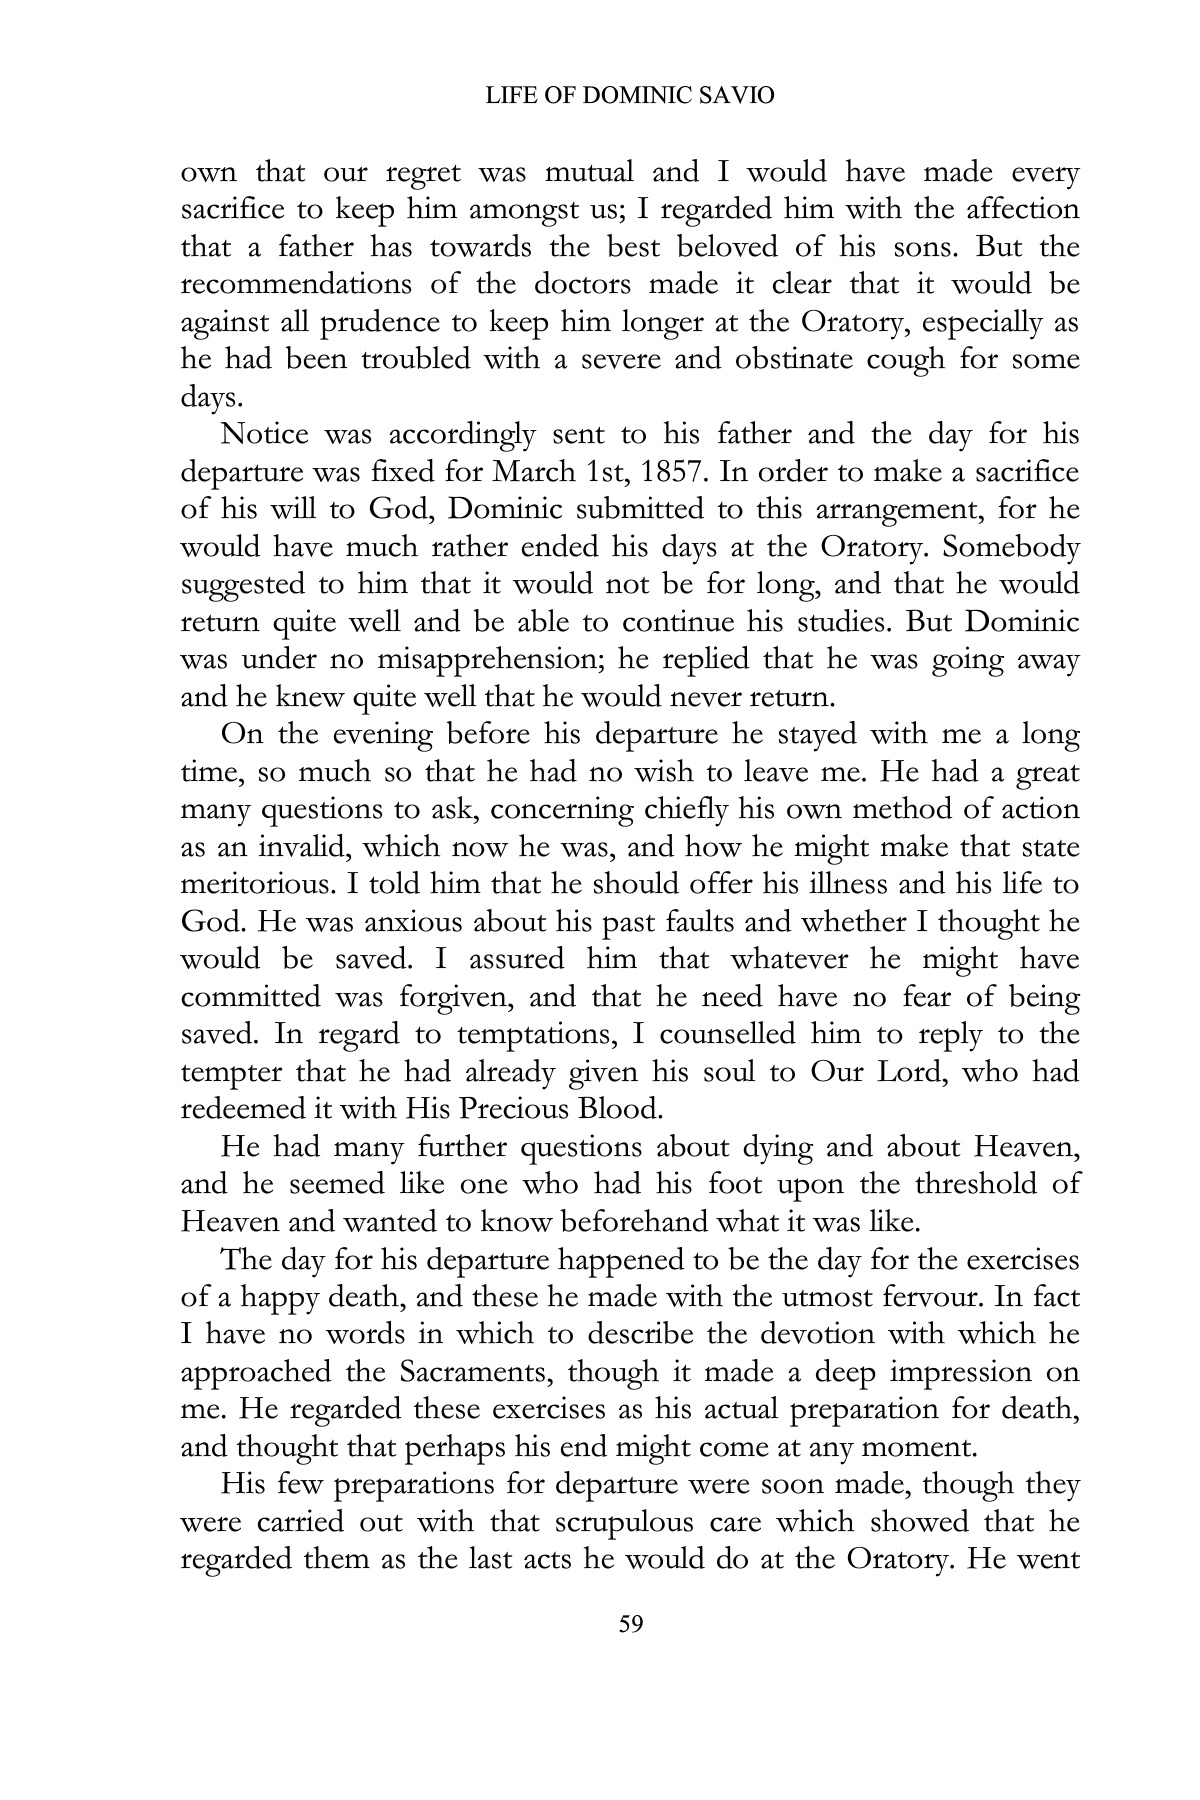 LIFE OF DOMINIC SAVIO
own that our regret was mutual and I would have made every
sacrifice to keep him amongst us; I regarded him with the affection
that a father has towards the best beloved of his sons. But the
recommendations of the doctors made it clear that it would be
against all prudence to keep him longer at the Oratory, especially as
he had been troubled with a severe and obstinate cough for some
days.
Notice was accordingly sent to his father and the day for his
departure was fixed for March 1st, 1857. In order to make a sacrifice
of his will to God, Dominic submitted to this arrangement, for he
would have much rather ended his days at the Oratory. Somebody
suggested to him that it would not be for long, and that he would
return quite well and be able to continue his studies. But Dominic
was under no misapprehension; he replied that he was going away
and he knew quite well that he would never return.
On the evening before his departure he stayed with me a long
time, so much so that he had no wish to leave me. He had a great
many questions to ask, concerning chiefly his own method of action
as an invalid, which now he was, and how he might make that state
meritorious. I told him that he should offer his illness and his life to
God. He was anxious about his past faults and whether I thought he
would be saved. I assured him that whatever he might have
committed was forgiven, and that he need have no fear of being
saved. In regard to temptations, I counselled him to reply to the
tempter that he had already given his soul to Our Lord, who had
redeemed it with His Precious Blood.
He had many further questions about dying and about Heaven,
and he seemed like one who had his foot upon the threshold of
Heaven and wanted to know beforehand what it was like.
The day for his departure happened to be the day for the exercises
of a happy death, and these he made with the utmost fervour. In fact
I have no words in which to describe the devotion with which he
approached the Sacraments, though it made a deep impression on
me. He regarded these exercises as his actual preparation for death,
and thought that perhaps his end might come at any moment.
His few preparations for departure were soon made, though they
were carried out with that scrupulous care which showed that he
regarded them as the last acts he would do at the Oratory. He went
59